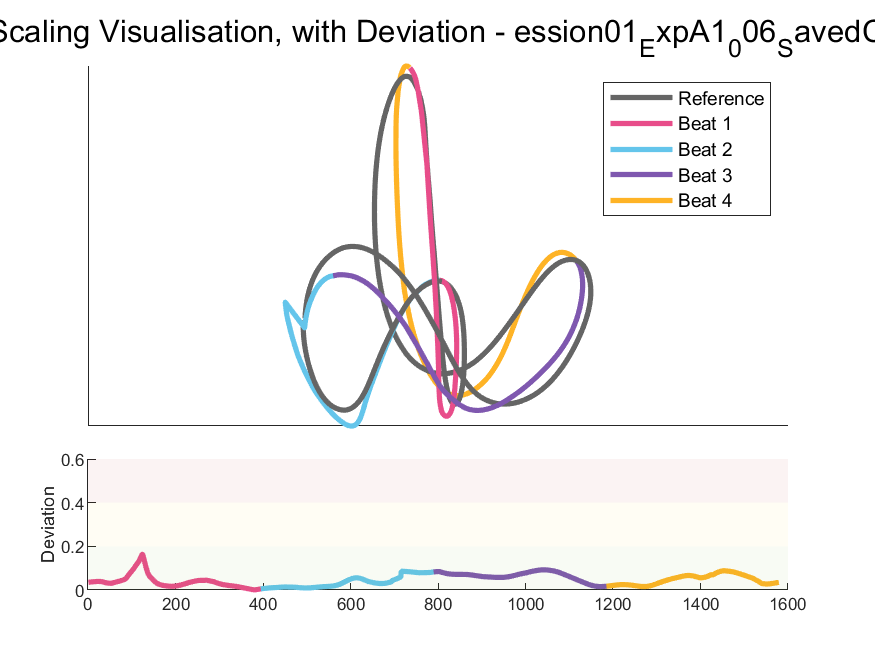 Scaling Visualisation, with Deviation - ession01ExpA1006SavedC
Reference
Beat 1
Beat 2
Beat 3
Beat 4
Deviation
0.6
0.4
0.2
0
0 200 400 600 800 1000 1200 1400 1600